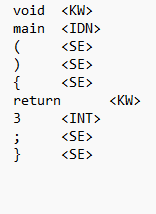 void <KW>
main <IDN>
( <SE>
) <SE>
{ <SE>
return <KW>
3 <INT>
; <SE>
} <SE>